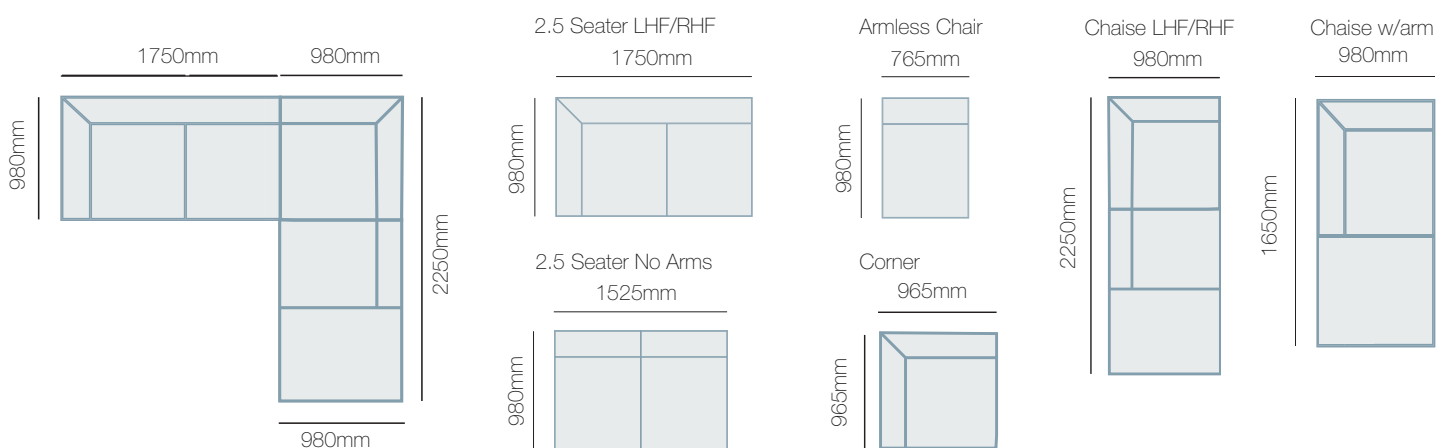 1750mm
980mm
980mm
2250mm
980mm
2.5 Seater LHF/RHF
1750mm
980mm
2.5 Seater No Arms
1525mm
980mm
Armless Chair
765mm
980mm
Corner
965mm
965mm
Chaise LHF/RHF
980mm
2250mm
Chaise w/arm
980mm
1650mm